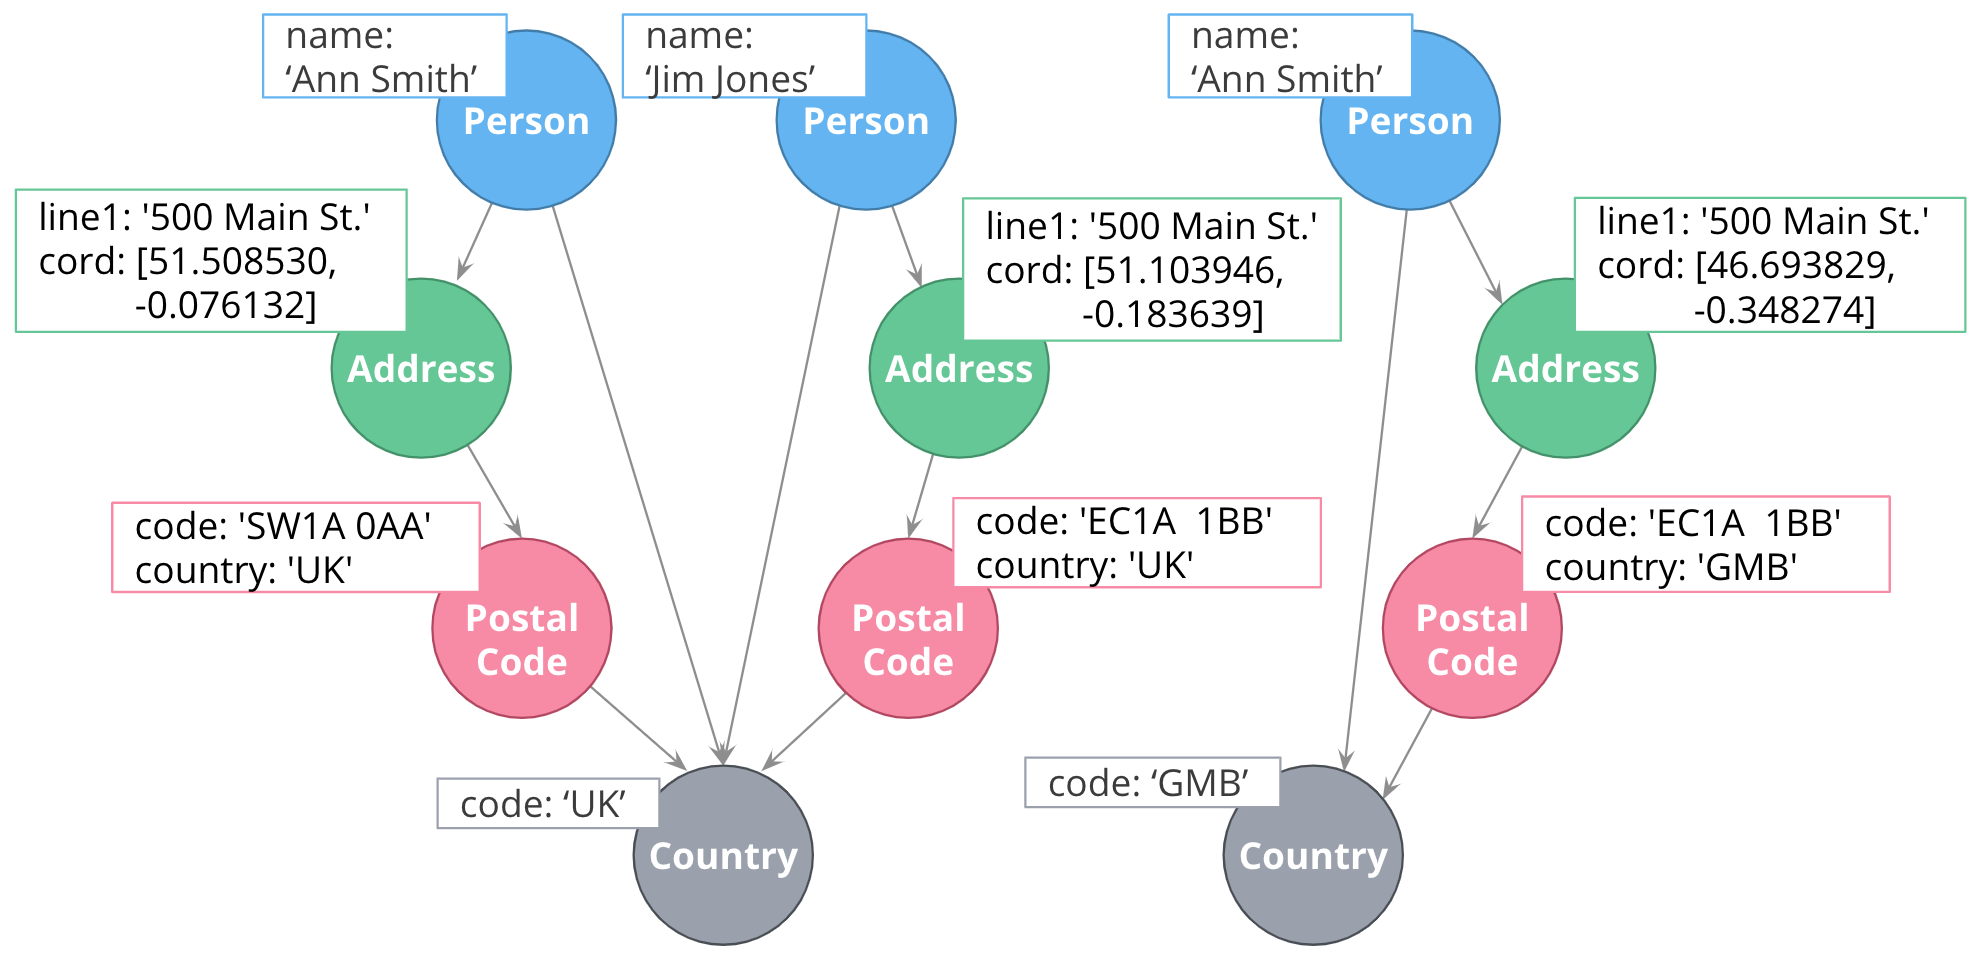 name:
‘Ann Smith’
Person
name:
‘Jim Jones’
Person
name:
‘Ann Smith’
Person
line1: '500 Main St.'
cord: [51.508530,
-0.076132]
Address
line1: '500 Main St.'
cord: [51.103946,
-0.183639]
Address
line1: '500 Main St.'
cord: [46.693829,
-0.348274]
Address
code: 'SW1A 0AA'
country: 'UK'
Postal
Code
code: 'EC1A  1BB'
country: 'UK'
Postal
Code
code: 'EC1A  1BB'
country: 'GMB'
Postal
Code
code: ‘UK’
Country
code: ‘GMB’
Country